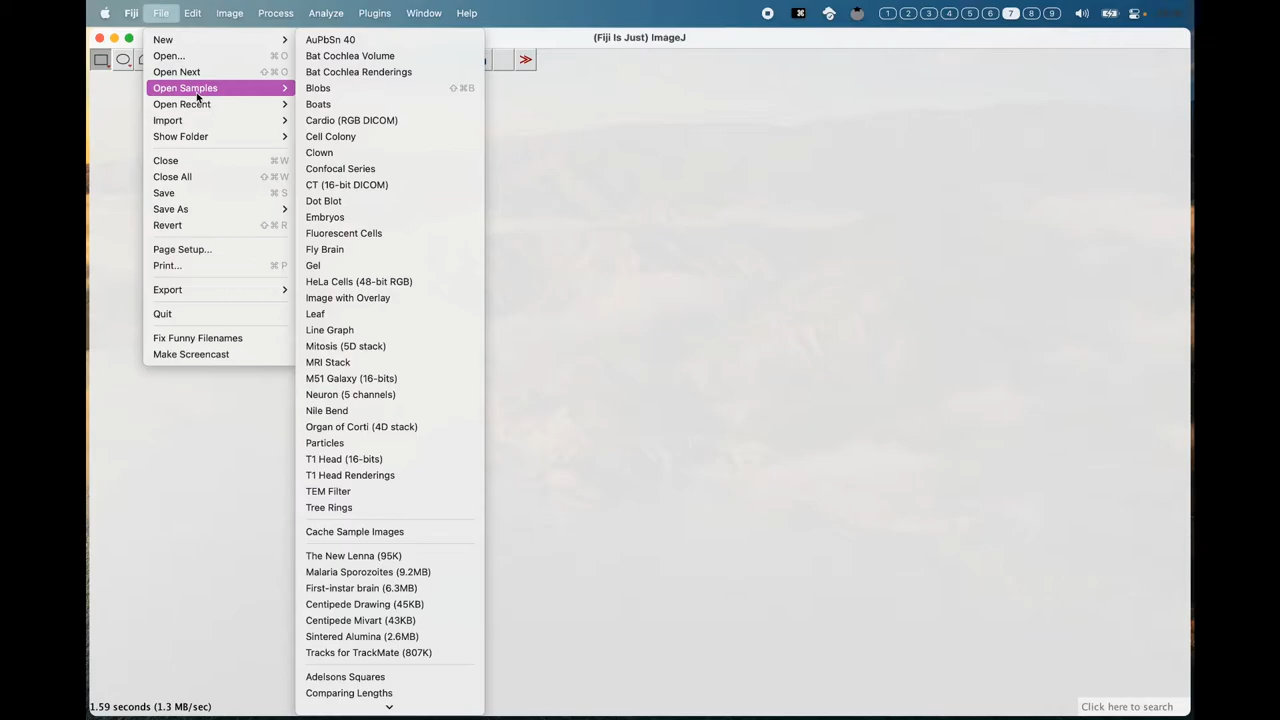 Fiji File Edit Image Process Analyze Plugins Window Help 1 2 3 4 5 6 7 8 9
(Fiji Is Just) ImageJ
New
Open... ⌘ O
Open Next ⇧ ⌘ O
Open Samples
Open Recent
Import
Show Folder
Close ⌘ W
Close All ⇧ ⌘ W
Save ⌘ S
Save As
Revert ⇧ ⌘ R
Page Setup...
Print... ⌘ P
Export
Quit
Fix Funny Filenames
Make Screencast
AuPbSn 40
Bat Cochlea Volume
Bat Cochlea Renderings
Blobs ⇧ ⌘ B
Boats
Cardio (RGB DICOM)
Cell Colony
Clown
Confocal Series
CT (16-bit DICOM)
Dot Blot
Embryos
Fluorescent Cells
Fly Brain
Gel
HeLa Cells (48-bit RGB)
Image with Overlay
Leaf
Line Graph
Mitosis (5D stack)
MRI Stack
M51 Galaxy (16-bits)
Neuron (5 channels)
Nile Bend
Organ of Corti (4D stack)
Particles
T1 Head (16-bits)
T1 Head Renderings
TEM Filter
Tree Rings
Cache Sample Images
The New Lenna (95K)
Malaria Sporozoites (9.2MB)
First-instar brain (6.3MB)
Centipede Drawing (45KB)
Centipede Mivart (43KB)
Sintered Alumina (2.6MB)
Tracks for TrackMate (807K)
Adelsons Squares
Comparing Lengths
1.59 seconds (1.3 MB/sec)
Click here to search